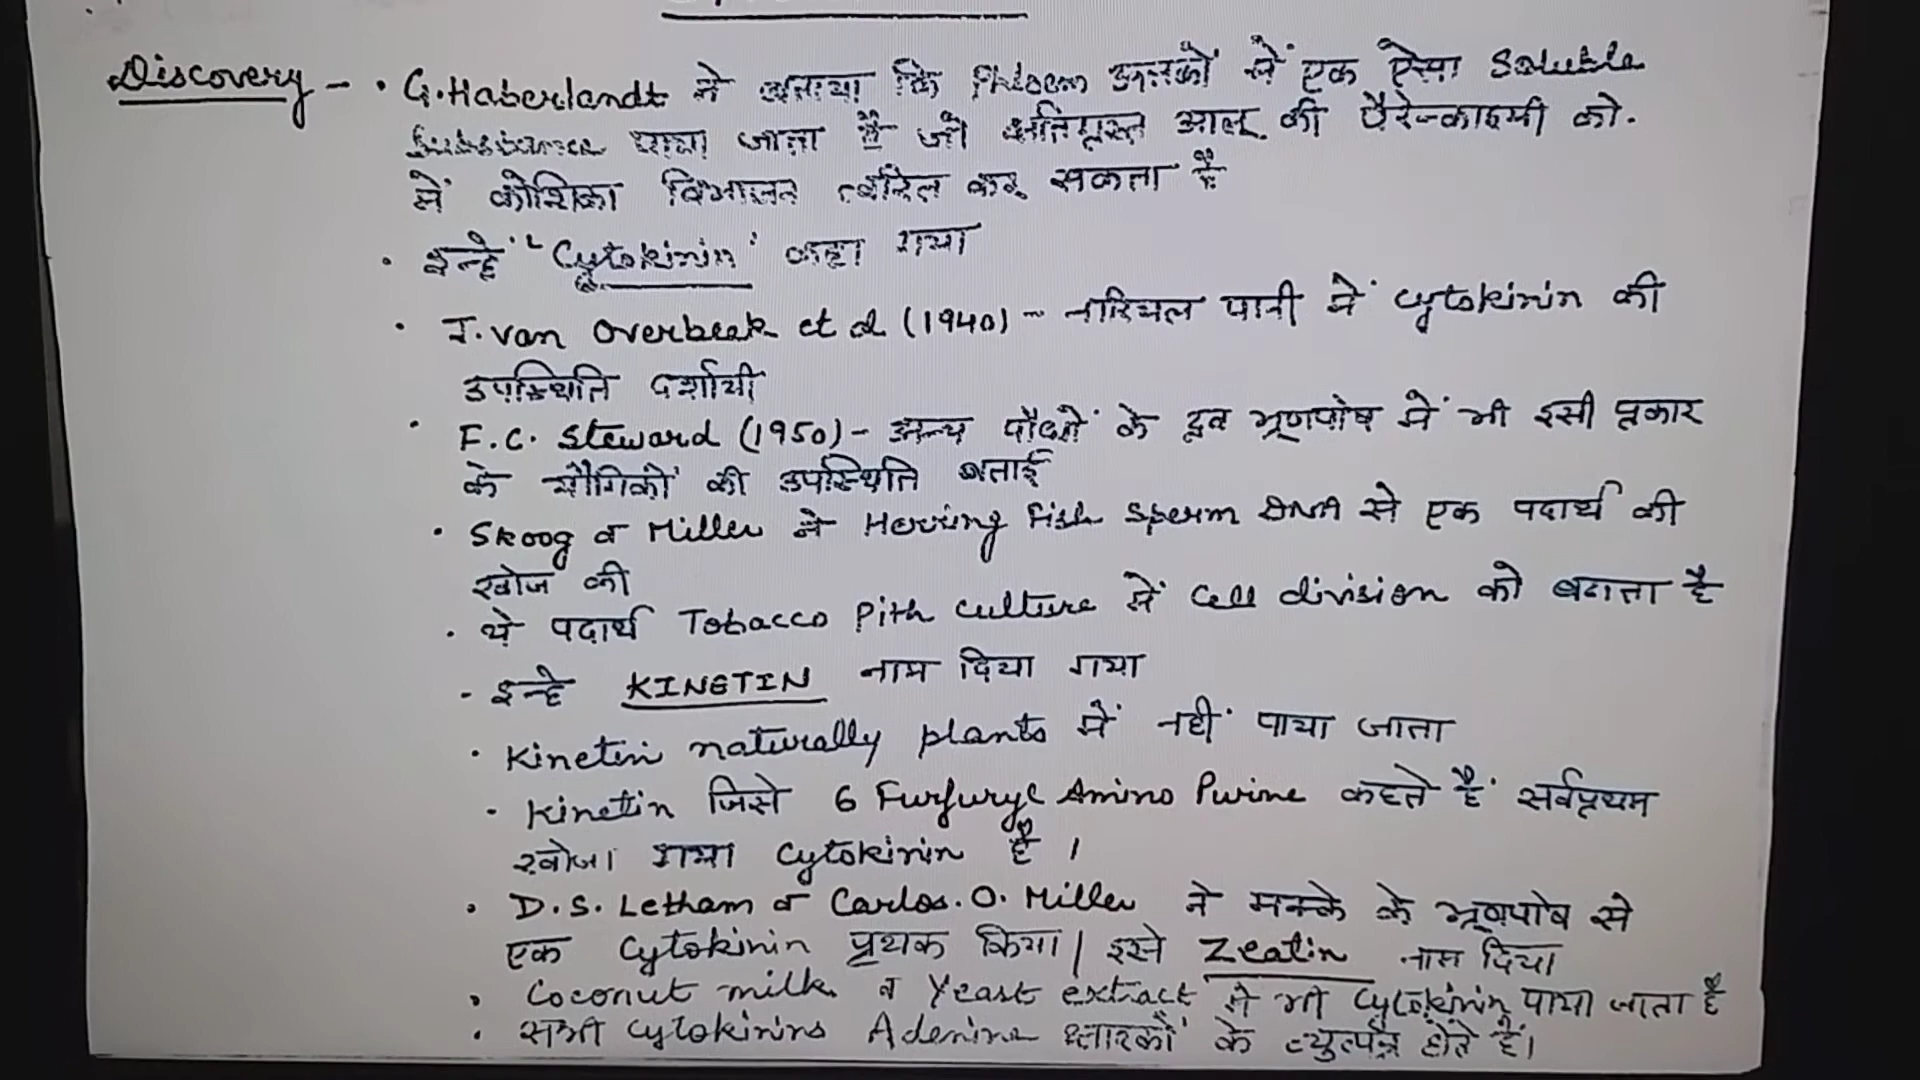 Discovery - • G.Haberlandt ने बताया कि Phloem ऊतकों में एक ऐसा Soluble
Substance पाया जाता है जो क्षतिग्रस्त आलू की पैरेन्काइमी को.
में कोशिका विभाजन त्वरित कर सकता है
• इन्हे "Cytokinin' कहा गया
• J.van Overbeek et al (1940) - नारियल पानी में cytokinin की
उपस्थिति दर्शायी
• F.C. Steward (1950) - अन्य पौधों के द्रव भ्रूणपोष में भी इसी प्रकार
के यौगिकों की उपस्थिति बताई
• Skoog व Miller ने Herring Fish Sperm DNA से एक पदार्थ की
खोज की
• ये पदार्थ Tobacco Pith culture में Cell division को बढाता है
- इन्हे KINETIN नाम दिया गया
• Kinetin naturally plants में नहीं पाया जाता
• Kinetin जिसे 6 Furfuryl Amino Purine कहते हैं सर्वप्रथम
खोजा गया Cytokinin है ।
• D.S. Letham व Carlos.O. Miller ने मक्के के भ्रूणपोष से
एक Cytokinin प्रथक किया| इसे Zeatin नाम दिया
• Coconut milk व Yeast extract में भी Cytokinin पाया जाता है
• सभी Cytokinins Adenine क्षारकों के व्युत्पन्न होते हैं।